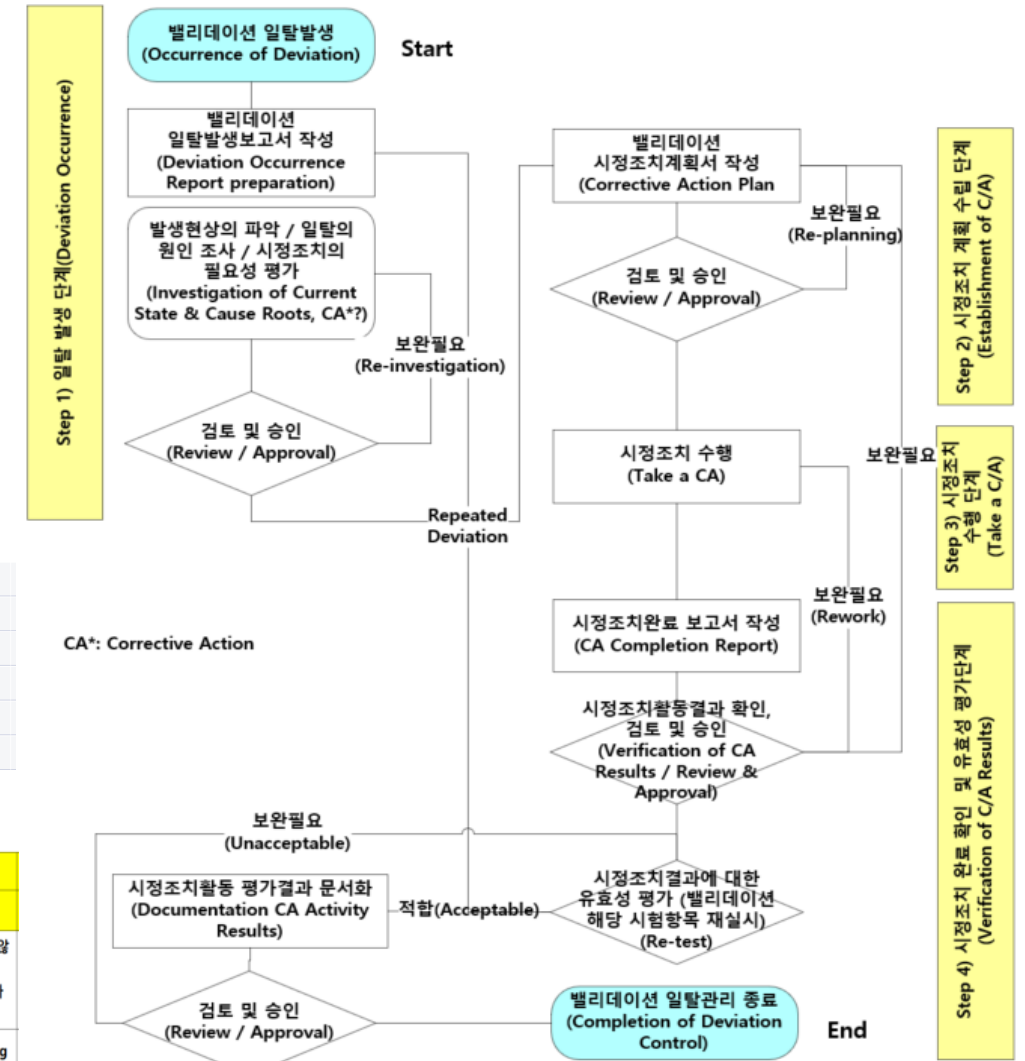 밸리데이션 일탈발생
(Occurrence of Deviation)
Start
Step 1) 일탈 발생 단계(Deviation Occurrence)
밸리데이션
일탈발생보고서 작성
(Deviation Occurrence
Report preparation)
발생현상의 파악 / 일탈의
원인 조사 / 시정조치의
필요성 평가
(Investigation of Current
State & Cause Roots, CA*?)
보완필요
(Re-investigation)
검토 및 승인
(Review / Approval)
Repeated
Deviation
CA*: Corrective Action
밸리데이션
시정조치계획서 작성
(Corrective Action Plan
보완필요
(Re-planning)
검토 및 승인
(Review / Approval)
Step 2) 시정조치 계획 수립 단계
(Establishment of C/A)
시정조치 수행
(Take a CA)
보완필요
Step 3) 시정조치
수행 단계
(Take a C/A)
보완필요
(Rework)
시정조치완료 보고서 작성
(CA Completion Report)
시정조치활동결과 확인,
검토 및 승인
(Verification of CA
Results / Review &
Approval)
Step 4) 시정조치 완료 확인 및 유효성 평가단계
(Verification of C/A Results)
보완필요
(Unacceptable)
시정조치결과에 대한
유효성 평가 (밸리데이션
해당 시험항목 재실시)
(Re-test)
적합(Acceptable)
시정조치활동 평가결과 문서화
(Documentation CA Activity
Results)
검토 및 승인
(Review / Approval)
밸리데이션 일탈관리 종료
(Completion of Deviation
Control)
End